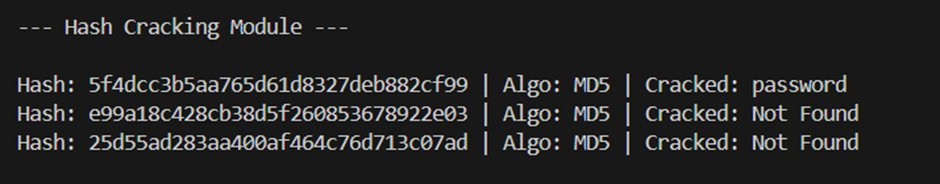 --- Hash Cracking Module ---
Hash: 5f4dcc3b5aa765d61d8327deb882cf99 | Algo: MD5 | Cracked: password
Hash: e99a18c428cb38d5f260853678922e03 | Algo: MD5 | Cracked: Not Found
Hash: 25d55ad283aa400af464c76d713c07ad | Algo: MD5 | Cracked: Not Found